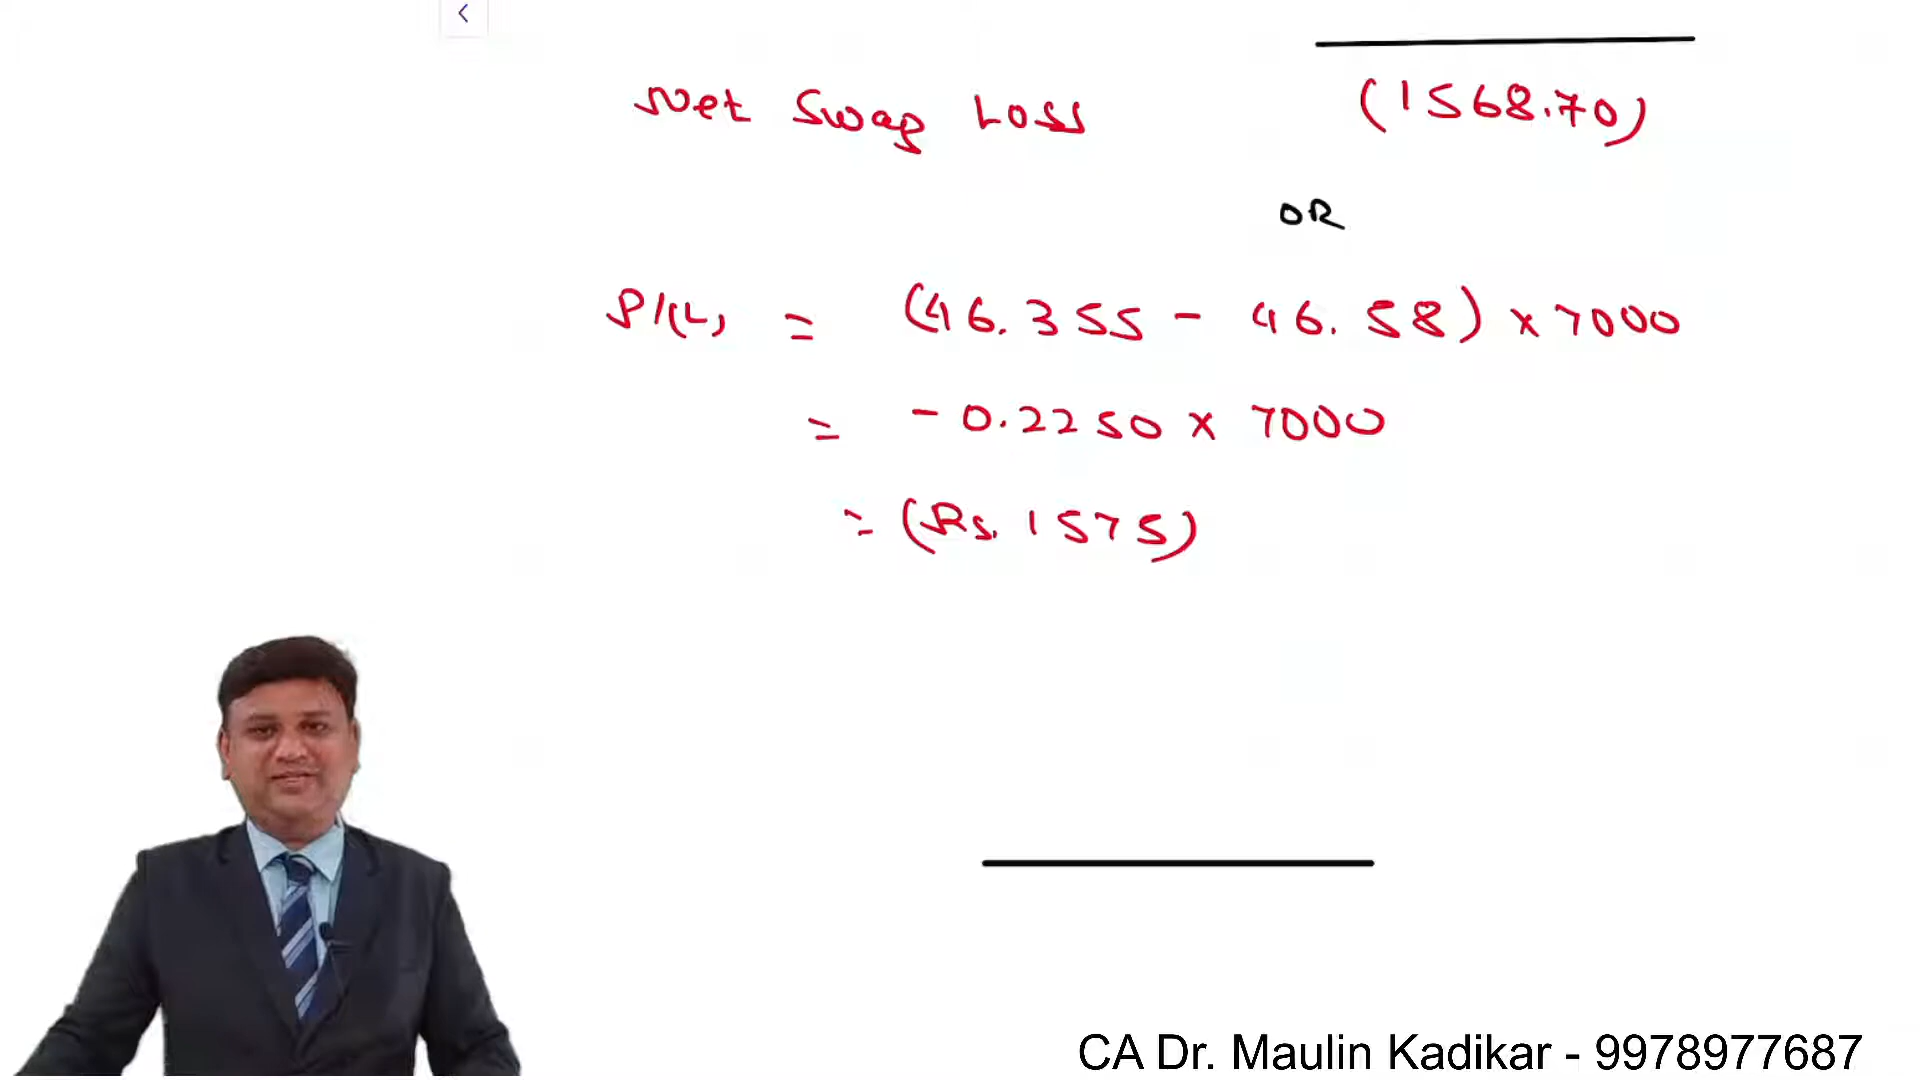 Net Swap Loss (1568.70)
OR
P/(L) = (46.355 - 46.58) x 7000
= - 0.2250 x 7000
= (Rs. 1575)
CA Dr. Maulin Kadikar - 9978977687